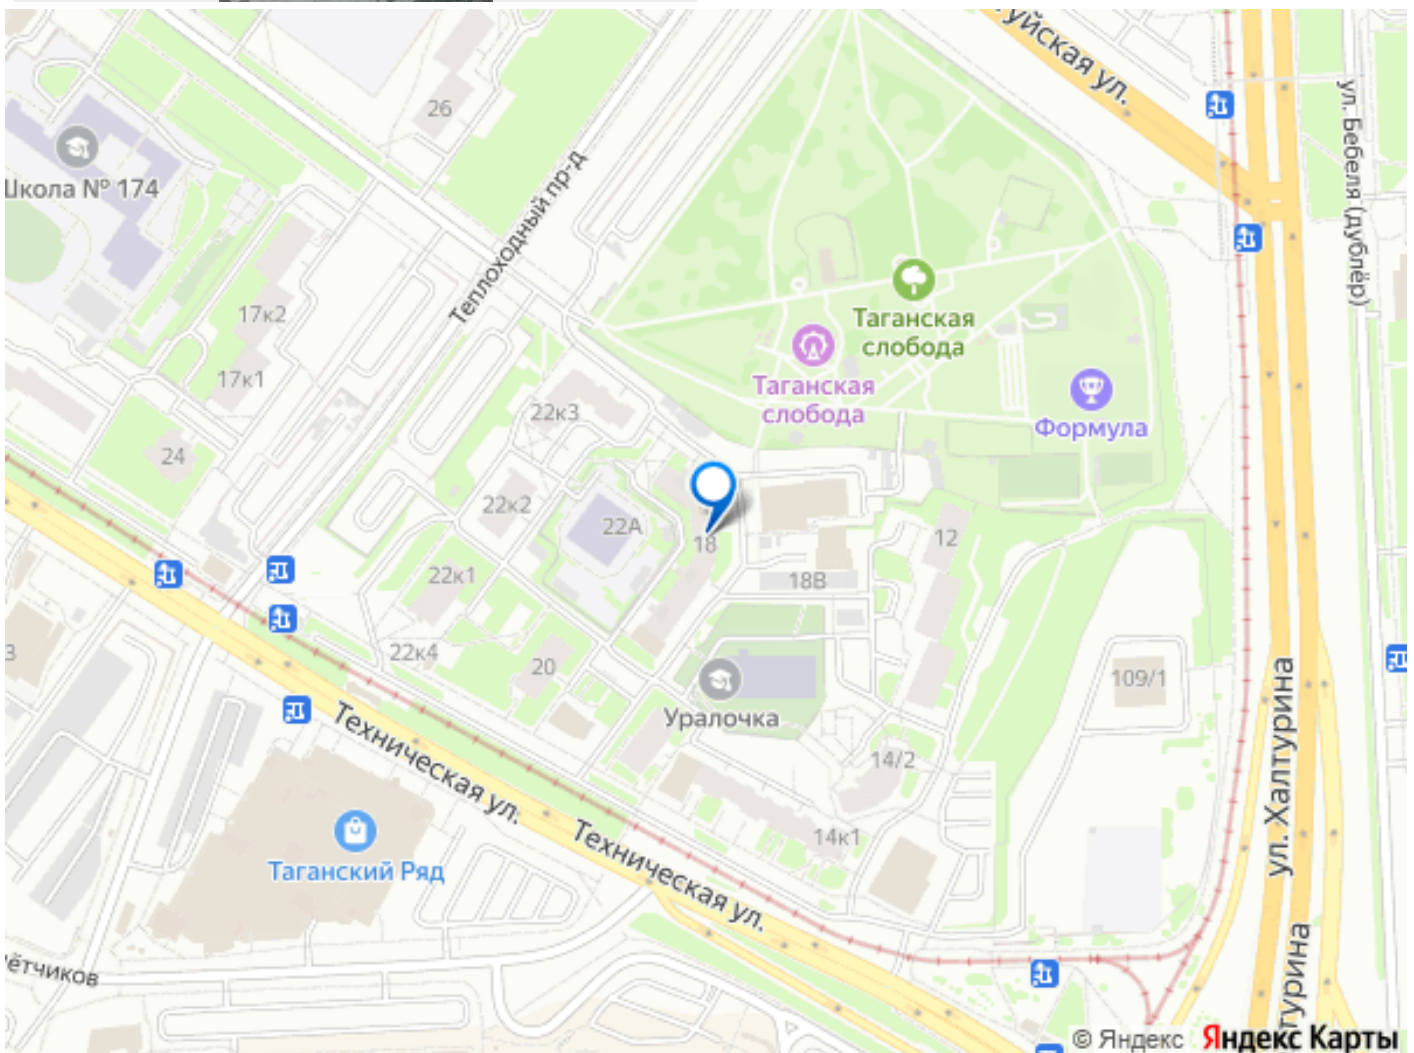 туйская ул.
ул. Бебеля (дублёр)
26
Школа № 174
Теплоходный пр-д
17к2
17к1
Таганская
слобода
Таганская
слобода
Формула
22к3
24
22к2
22А
18
12
22к1
18В
22к4
20
3
109/1
Уралочка
Техническая ул.
14/2
ул. Халтурина
Таганский Ряд
14к1
Техническая ул.
лётчиков
турина
© Яндекс Яндекс Карты